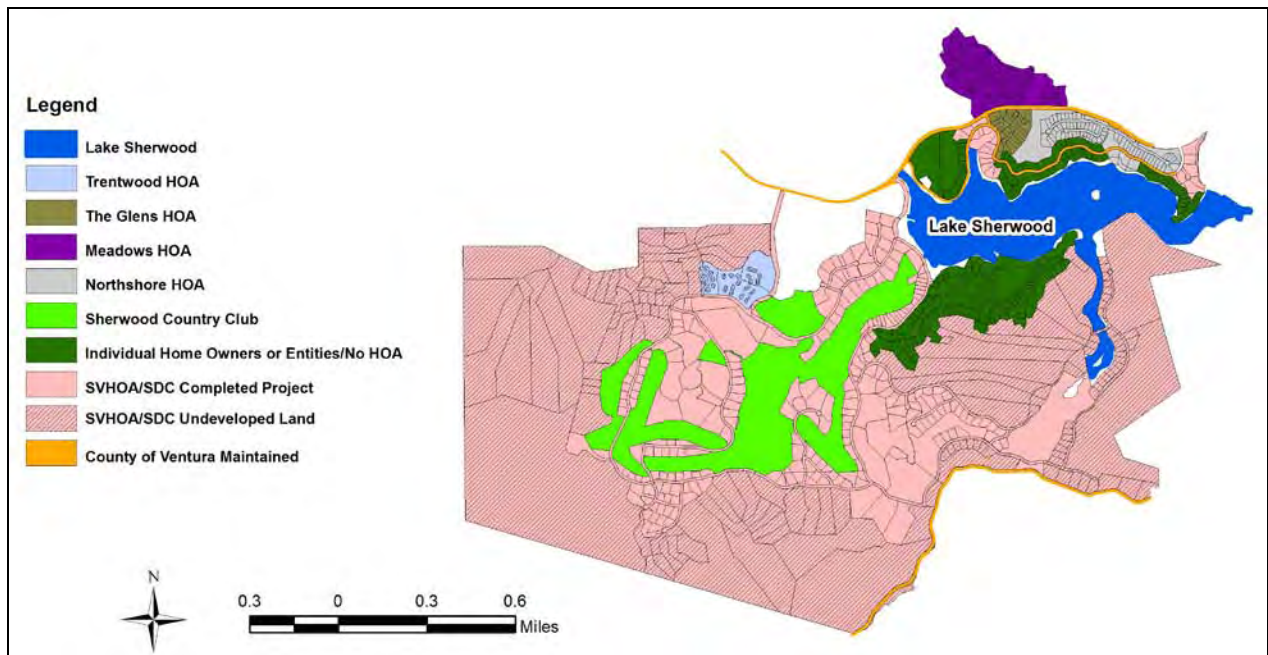 Legend
Lake Sherwood
Trentwood HOA
The Glens HOA
Meadows HOA
Northshore HOA
Sherwood Country Club
Individual Home Owners or Entities/No HOA
SVHOA/SDC Completed Project
SVHOA/SDC Undeveloped Land
County of Ventura Maintained
Lake Sherwood
N
0.3 0 0.3 0.6
Miles